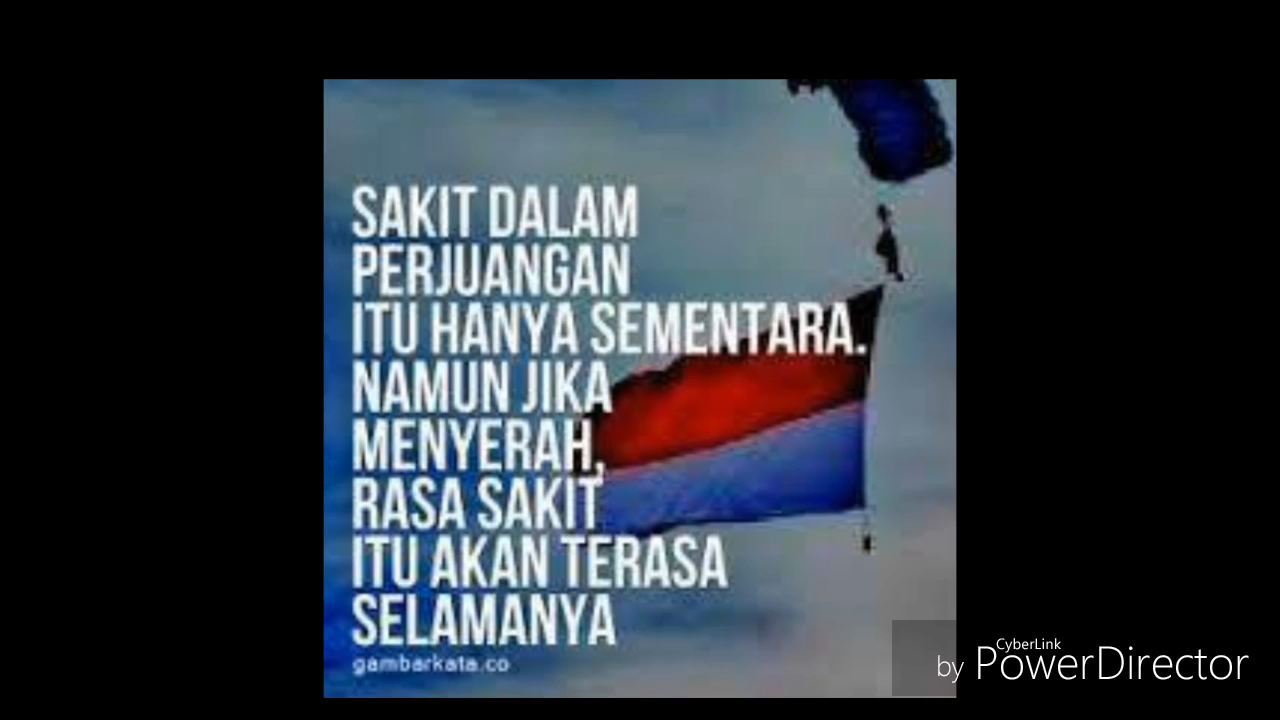 SAKIT DALAM
PERJUANGAN
ITU HANYA SEMENTARA.
NAMUN JIKA
MENYERAH,
RASA SAKIT
ITU AKAN TERASA
SELAMANYA
gambarkata.co
CyberLink
by PowerDirector